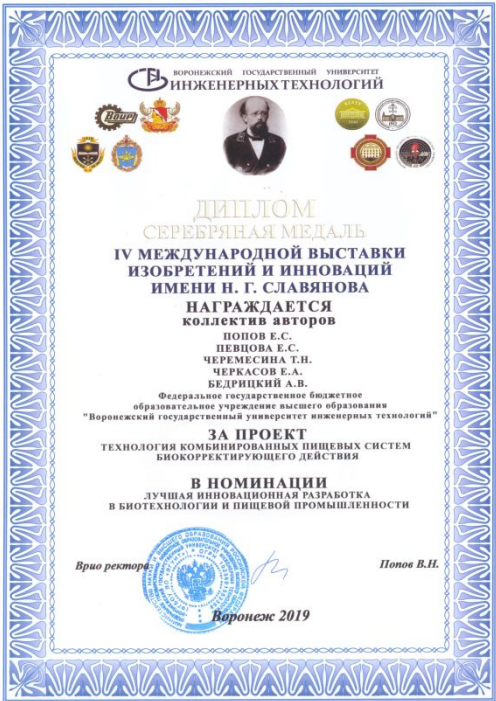 ВОРОНЕЖСКИЙ ГОСУДАРСТВЕННЫЙ УНИВЕРСИТЕТ
ИНЖЕНЕРНЫХ ТЕХНОЛОГИЙ
ДИПЛОМ
СЕРЕБРЯНАЯ МЕДАЛЬ
IV МЕЖДУНАРОДНОЙ ВЫСТАВКИ
ИЗОБРЕТЕНИЙ И ИННОВАЦИЙ
ИМЕНИ Н. Г. СЛАВЯНОВА
НАГРАЖДАЕТСЯ
коллектив авторов
ПОПОВ Е.С.
ПЕВЦОВА Е.С.
ЧЕРЕМЕСИНА Т.Н.
ЧЕРКАСОВ Е.А.
БЕДРИЦКИЙ А.В.
Федеральное государственное бюджетное
образовательное учреждение высшего образования
"Воронежский государственный университет инженерных технологий"
ЗА ПРОЕКТ
ТЕХНОЛОГИЯ КОМБИНИРОВАННЫХ ПИЩЕВЫХ СИСТЕМ
БИОКОРРЕКТИРУЮЩЕГО ДЕЙСТВИЯ
В НОМИНАЦИИ
ЛУЧШАЯ ИННОВАЦИОННАЯ РАЗРАБОТКА
В БИОТЕХНОЛОГИИ И ПИЩЕВОЙ ПРОМЫШЛЕННОСТИ
Врио ректора Попов В.Н.
Воронеж 2019